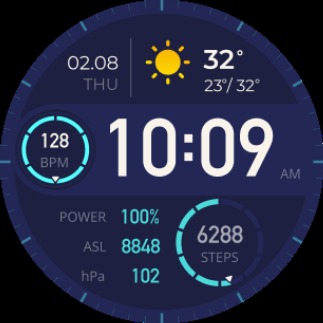 02.08
THU
32°
23°/ 32°
128
BPM
10:09
AM
POWER 100%
ASL 8848
hPa 102
6288
STEPS